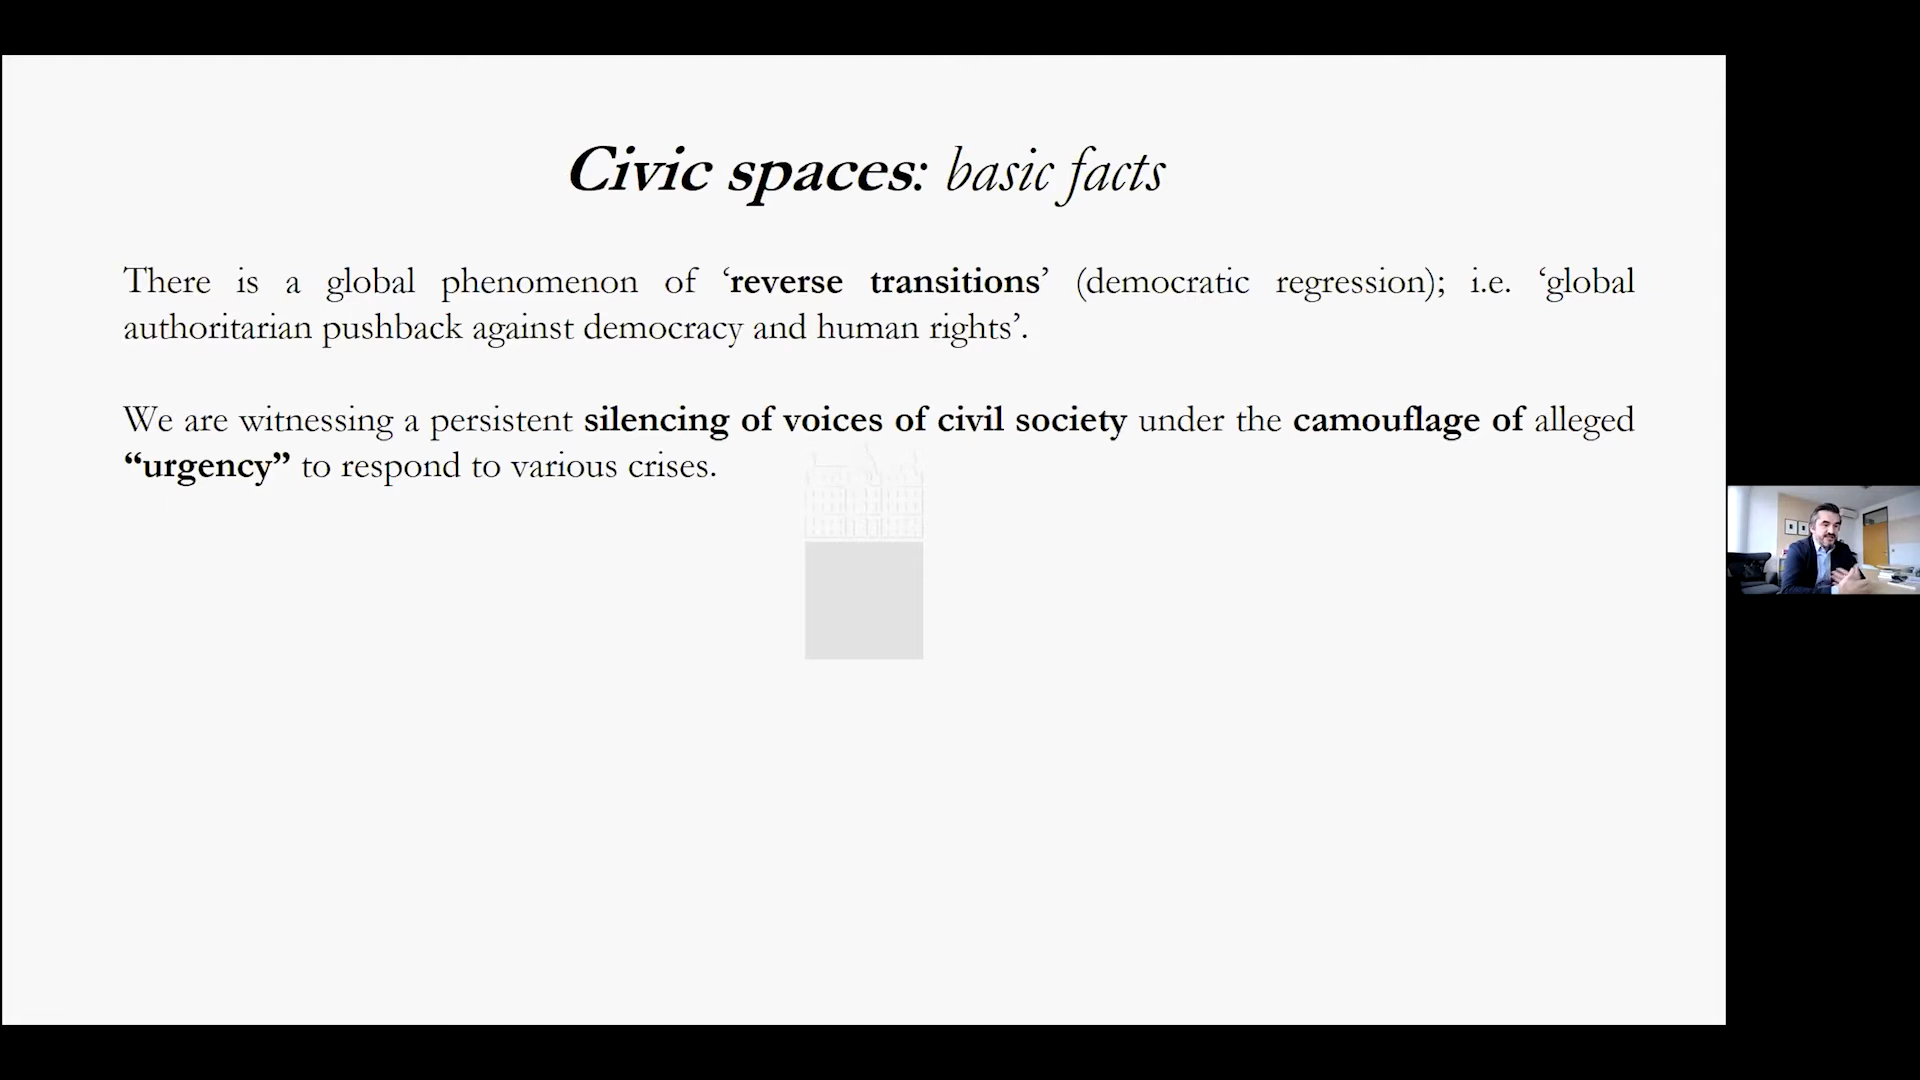 Civic spaces: basic facts
There is a global phenomenon of ‘reverse transitions’ (democratic regression); i.e. ‘global
authoritarian pushback against democracy and human rights’.
We are witnessing a persistent silencing of voices of civil society under the camouflage of alleged
“urgency” to respond to various crises.